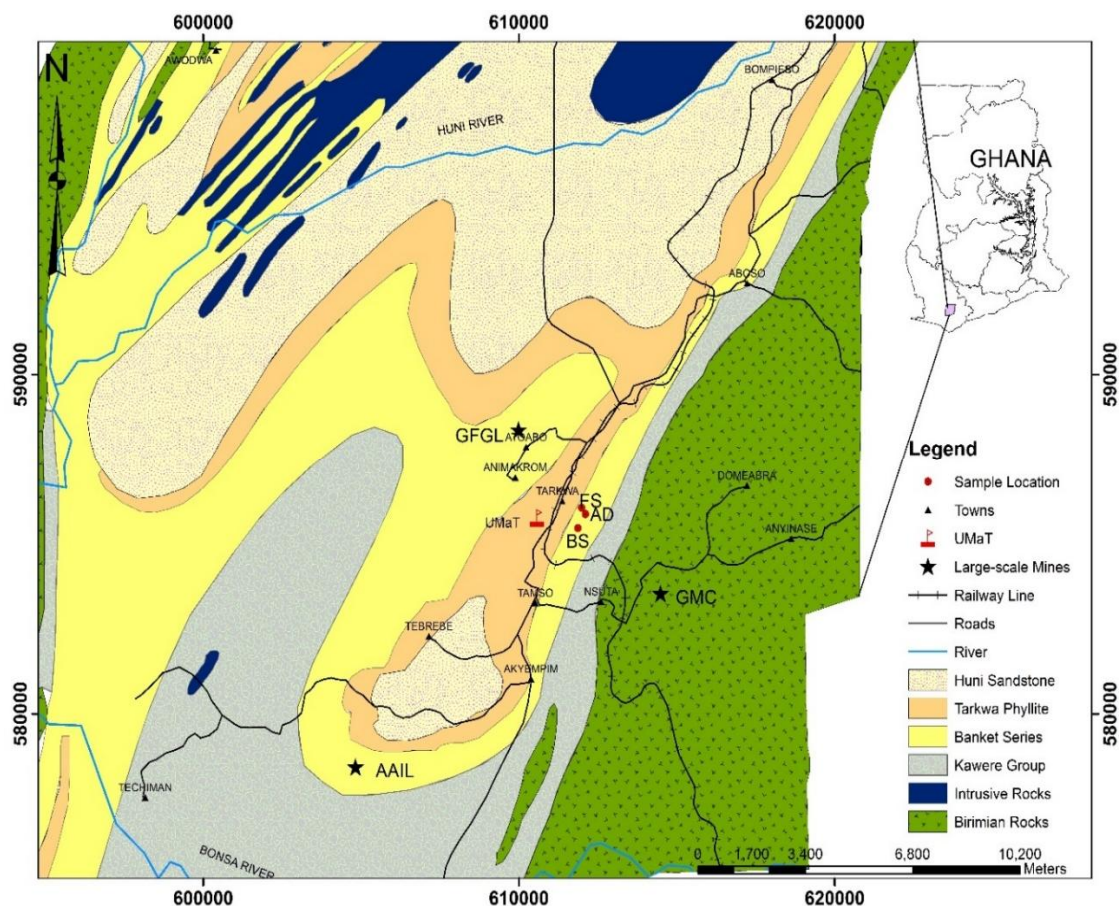 600000 610000 620000
N
AWODWA
BOMPIESO
HUNI RIVER
GHANA
ABOSO
590000 590000
GFGL
ATUABO
ANIMAKROM
DOMEABRA
TARKWA
FS
AD
UMaT
BS
ANYINASE
TAMSO
NSUTA
GMC
TEBREBE
AKYEMPIM
580000 580000
AAIL
TECHIMAN
BONSA RIVER
Legend
Sample Location
Towns
UMaT
Large-scale Mines
Railway Line
Roads
River
Huni Sandstone
Tarkwa Phyllite
Banket Series
Kawere Group
Intrusive Rocks
Birimian Rocks
0 1,700 3,400 6,800 10,200
Meters
600000 610000 620000